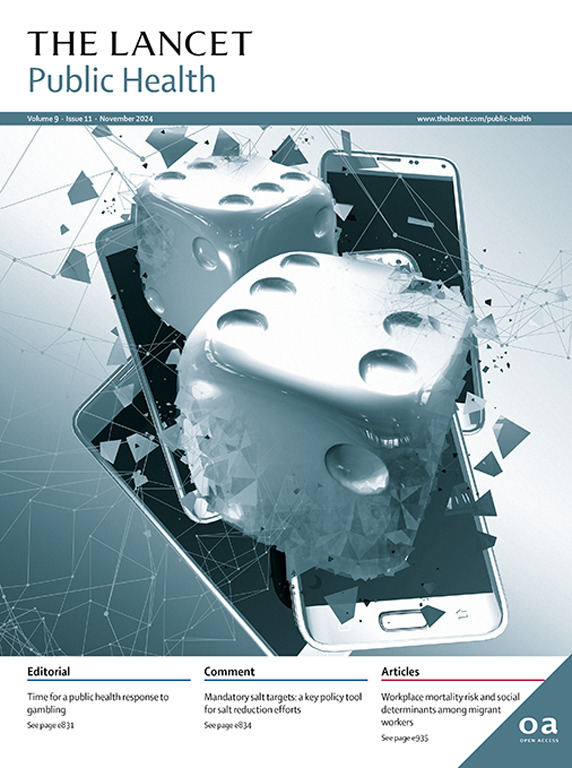 THE LANCET
Public Health
Volume 9 · Issue 11 · November 2024
www.thelancet.com/public-health
Editorial
Time for a public health response to
gambling
See page e831
Comment
Mandatory salt targets: a key policy tool
for salt reduction efforts
See page e834
Articles
Workplace mortality risk and social
determinants among migrant
workers
See page e935
oa
OPEN ACCESS